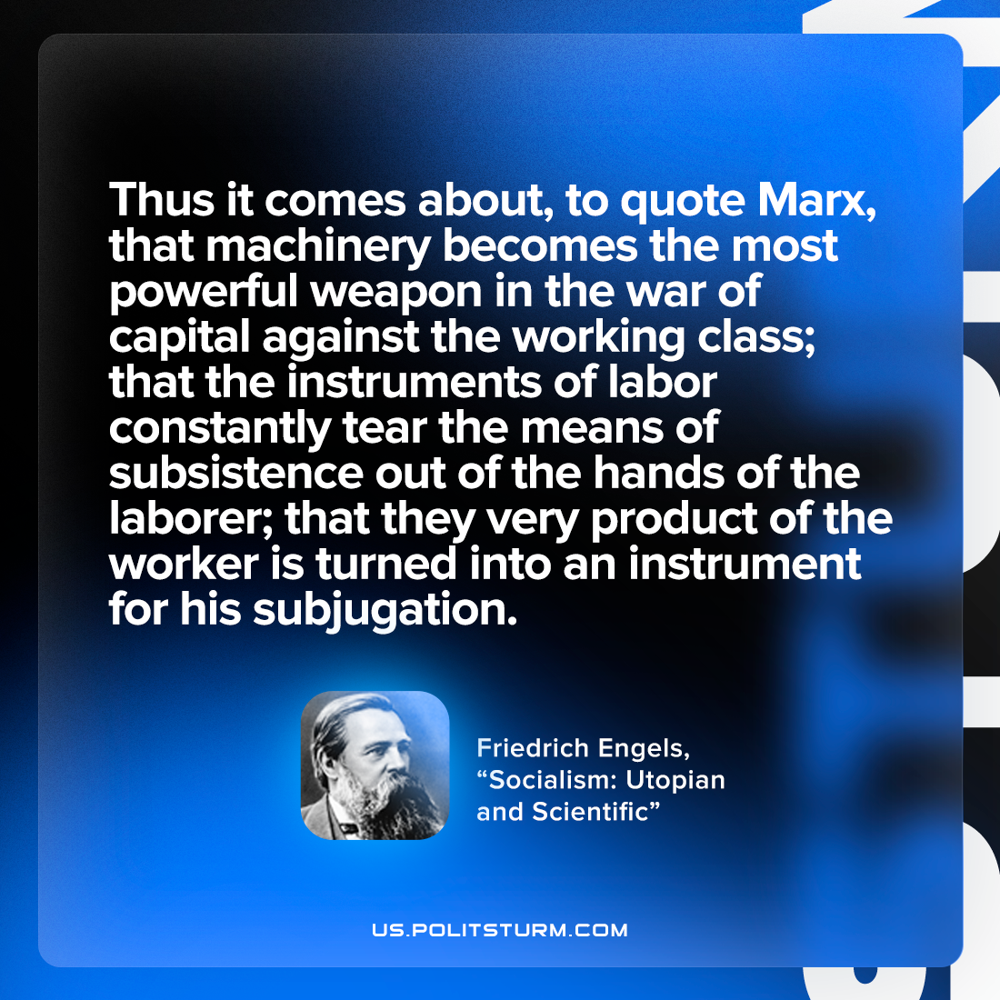 Thus it comes about, to quote Marx,
that machinery becomes the most
powerful weapon in the war of
capital against the working class;
that the instruments of labor
constantly tear the means of
subsistence out of the hands of the
laborer; that they very product of the
worker is turned into an instrument
for his subjugation.
Friedrich Engels,
“Socialism: Utopian
and Scientific”
US.POLITSTURM.COM